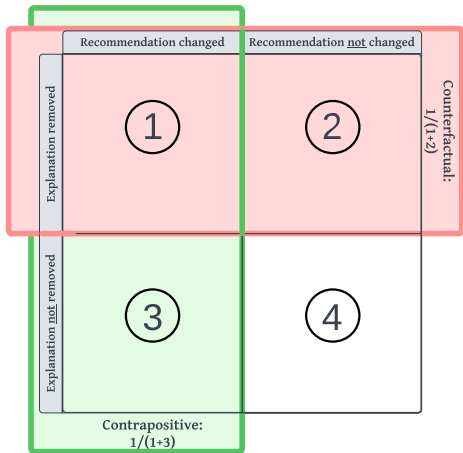 Recommendation changed
Recommendation not changed
Explanation removed
1
2
Counterfactual:
1/(1+2)
Explanation not removed
3
4
Contrapositive:
1/(1+3)